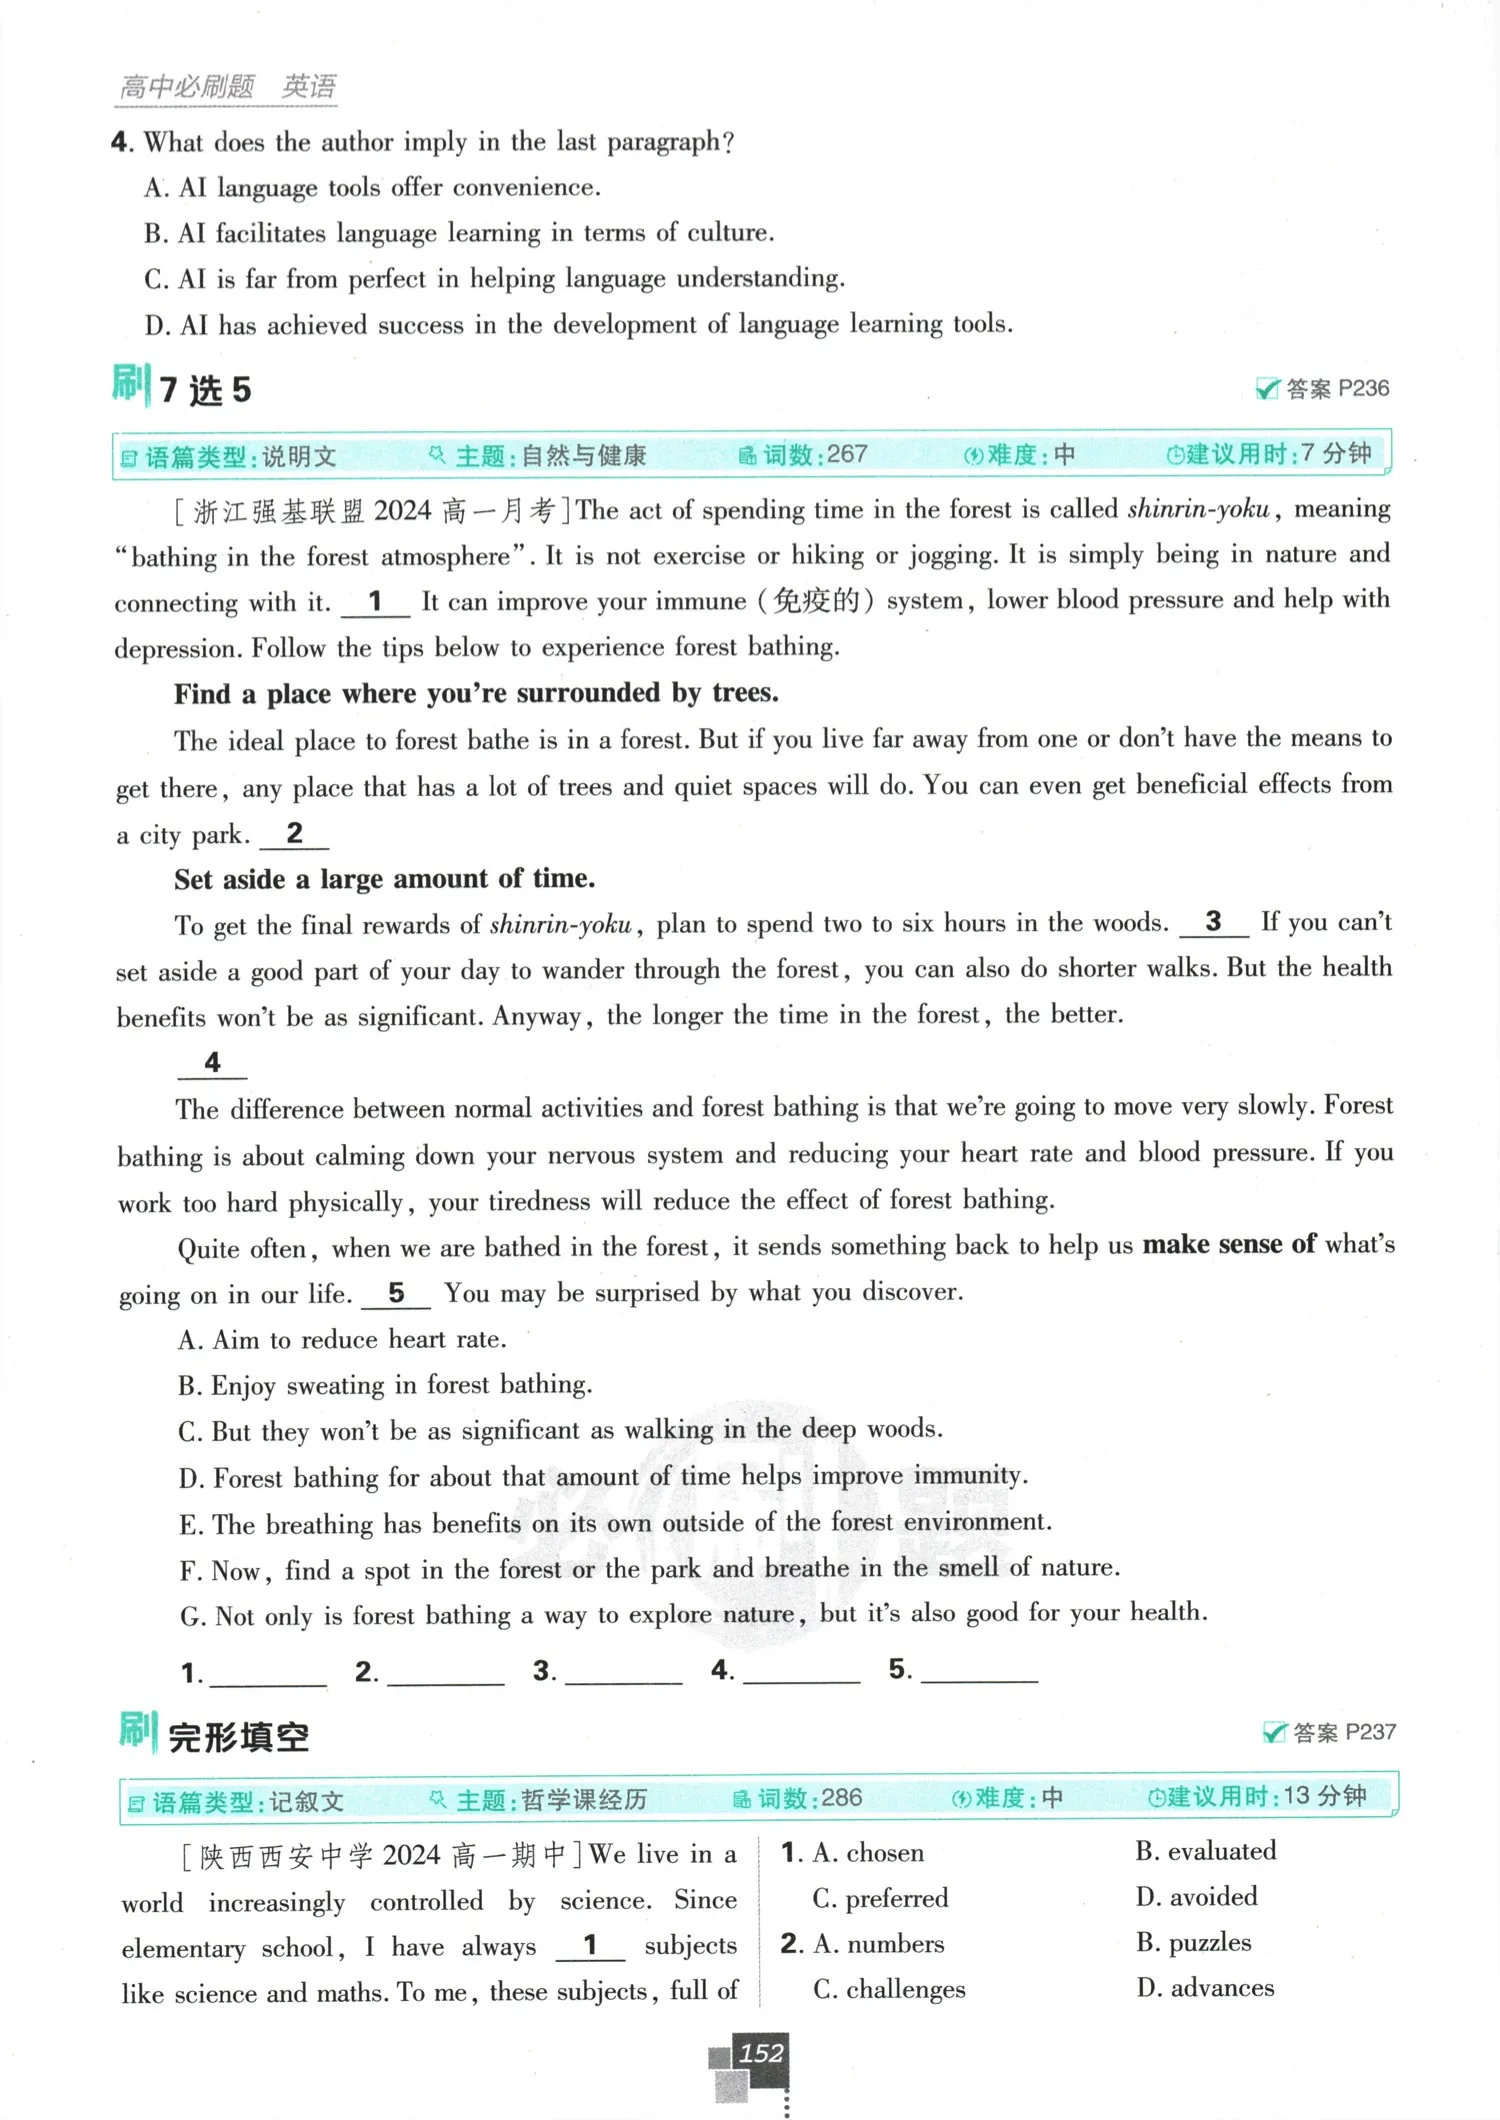 高中必刷题 英语
4. What does the author imply in the last paragraph?
A. AI language tools offer convenience.
B. AI facilitates language learning in terms of culture.
C. AI is far from perfect in helping language understanding.
D. AI has achieved success in the development of language learning tools.
刷 7 选 5
答案 P236
语篇类型:说明文 主题:自然与健康 词数:267 难度:中 建议用时:7 分钟
[浙江强基联盟 2024 高一月考]The act of spending time in the forest is called shinrin-yoku, meaning
“bathing in the forest atmosphere”. It is not exercise or hiking or jogging. It is simply being in nature and
connecting with it. 1 It can improve your immune (免疫的) system, lower blood pressure and help with
depression. Follow the tips below to experience forest bathing.
Find a place where you’re surrounded by trees.
The ideal place to forest bathe is in a forest. But if you live far away from one or don’t have the means to
get there, any place that has a lot of trees and quiet spaces will do. You can even get beneficial effects from
a city park. 2
Set aside a large amount of time.
To get the final rewards of shinrin-yoku, plan to spend two to six hours in the woods. 3 If you can’t
set aside a good part of your day to wander through the forest, you can also do shorter walks. But the health
benefits won’t be as significant. Anyway, the longer the time in the forest, the better.
4
The difference between normal activities and forest bathing is that we’re going to move very slowly. Forest
bathing is about calming down your nervous system and reducing your heart rate and blood pressure. If you
work too hard physically, your tiredness will reduce the effect of forest bathing.
Quite often, when we are bathed in the forest, it sends something back to help us make sense of what’s
going on in our life. 5 You may be surprised by what you discover.
A. Aim to reduce heart rate.
B. Enjoy sweating in forest bathing.
C. But they won’t be as significant as walking in the deep woods.
D. Forest bathing for about that amount of time helps improve immunity.
E. The breathing has benefits on its own outside of the forest environment.
F. Now, find a spot in the forest or the park and breathe in the smell of nature.
G. Not only is forest bathing a way to explore nature, but it’s also good for your health.
1. ________ 2. ________ 3. ________ 4. ________ 5. ________
刷 完形填空
答案 P237
语篇类型:记叙文 主题:哲学课经历 词数:286 难度:中 建议用时:13 分钟
[陕西西安中学 2024 高一期中]We live in a
world increasingly controlled by science. Since
elementary school, I have always 1 subjects
like science and maths. To me, these subjects, full of
1. A. chosen B. evaluated
C. preferred D. avoided
2. A. numbers B. puzzles
C. challenges D. advances
152
必刷题